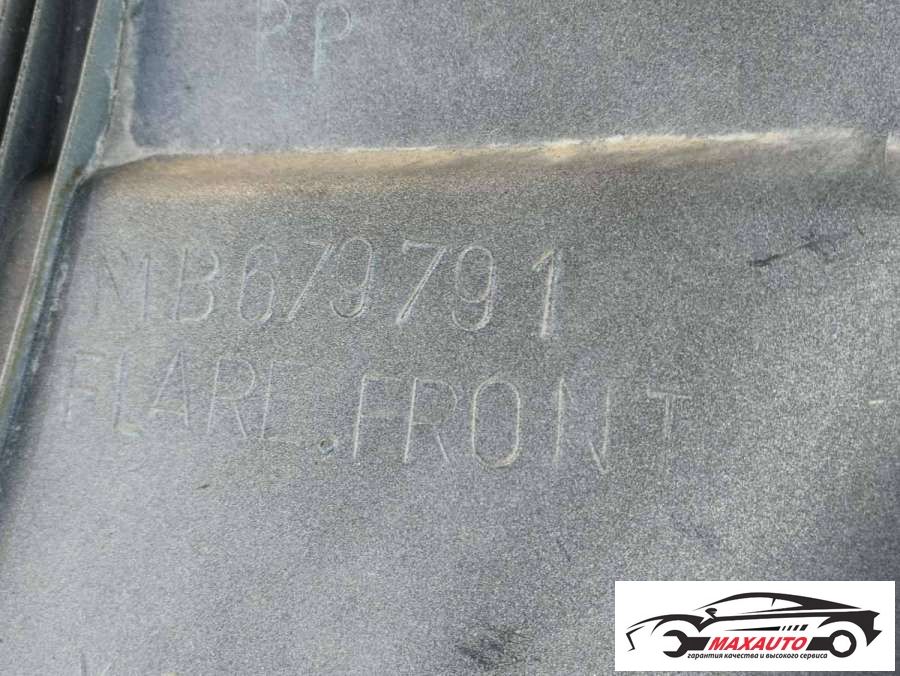 PP
MB679791
FLARE.FRONT
MAXAUTO
гарантия качества и высокого сервиса